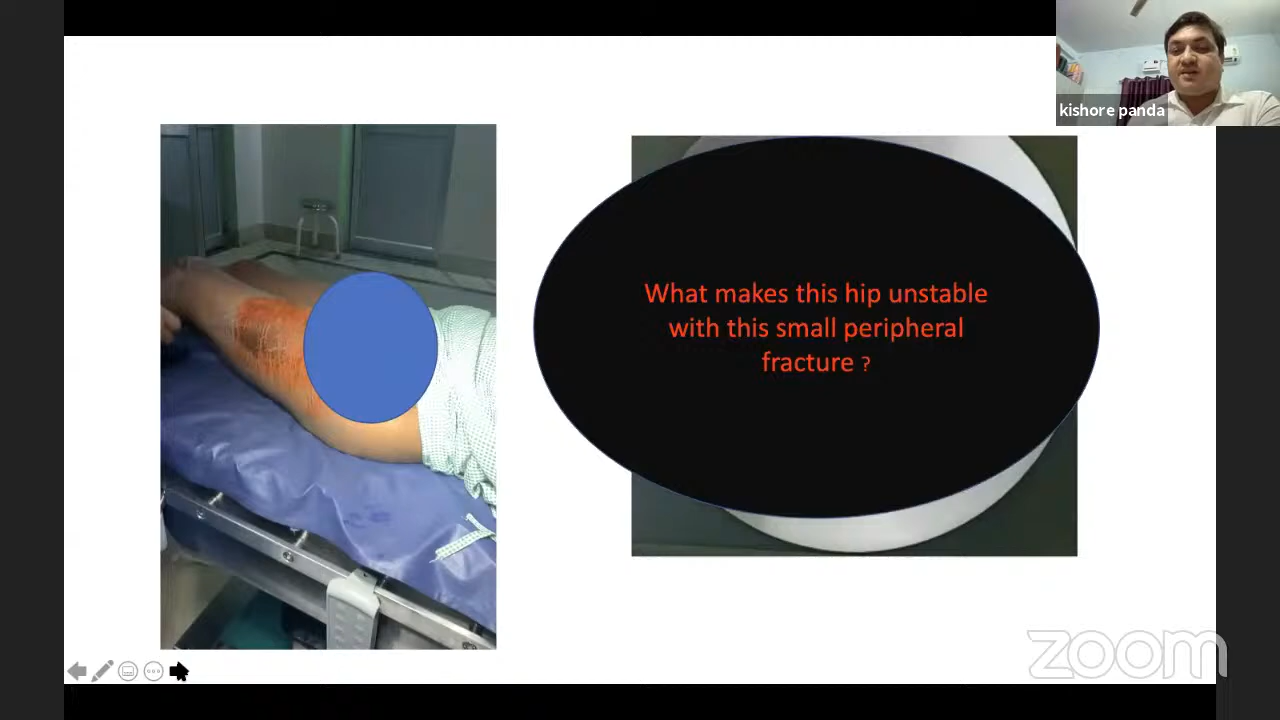 kishore panda
What makes this hip unstable
with this small peripheral
fracture ?
zoom